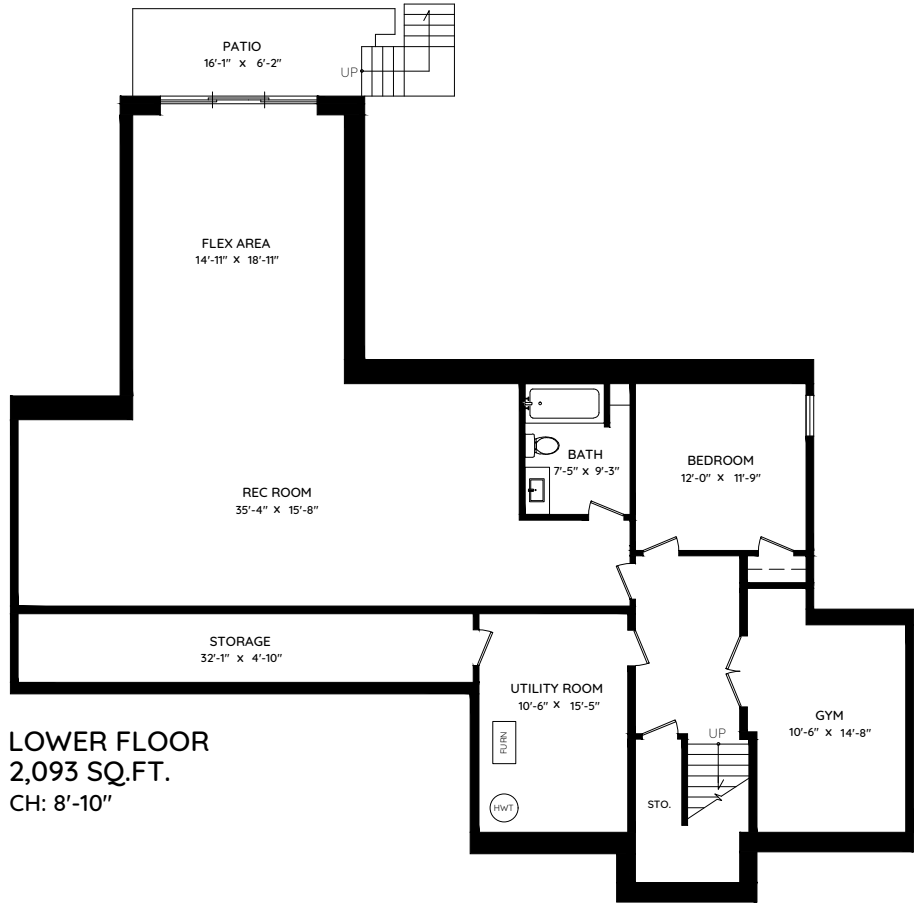 PATIO
16'-1" x 6'-2"
UP
FLEX AREA
14'-11" x 18'-11"
BATH
7'-5" x 9'-3"
BEDROOM
12'-0" x 11'-9"
REC ROOM
35'-4" x 15'-8"
STORAGE
32'-1" x 4'-10"
UTILITY ROOM
10'-6" x 15'-5"
FURN
HWT
UP
STO.
GYM
10'-6" x 14'-8"
LOWER FLOOR
2,093 SQ.FT.
CH: 8'-10"